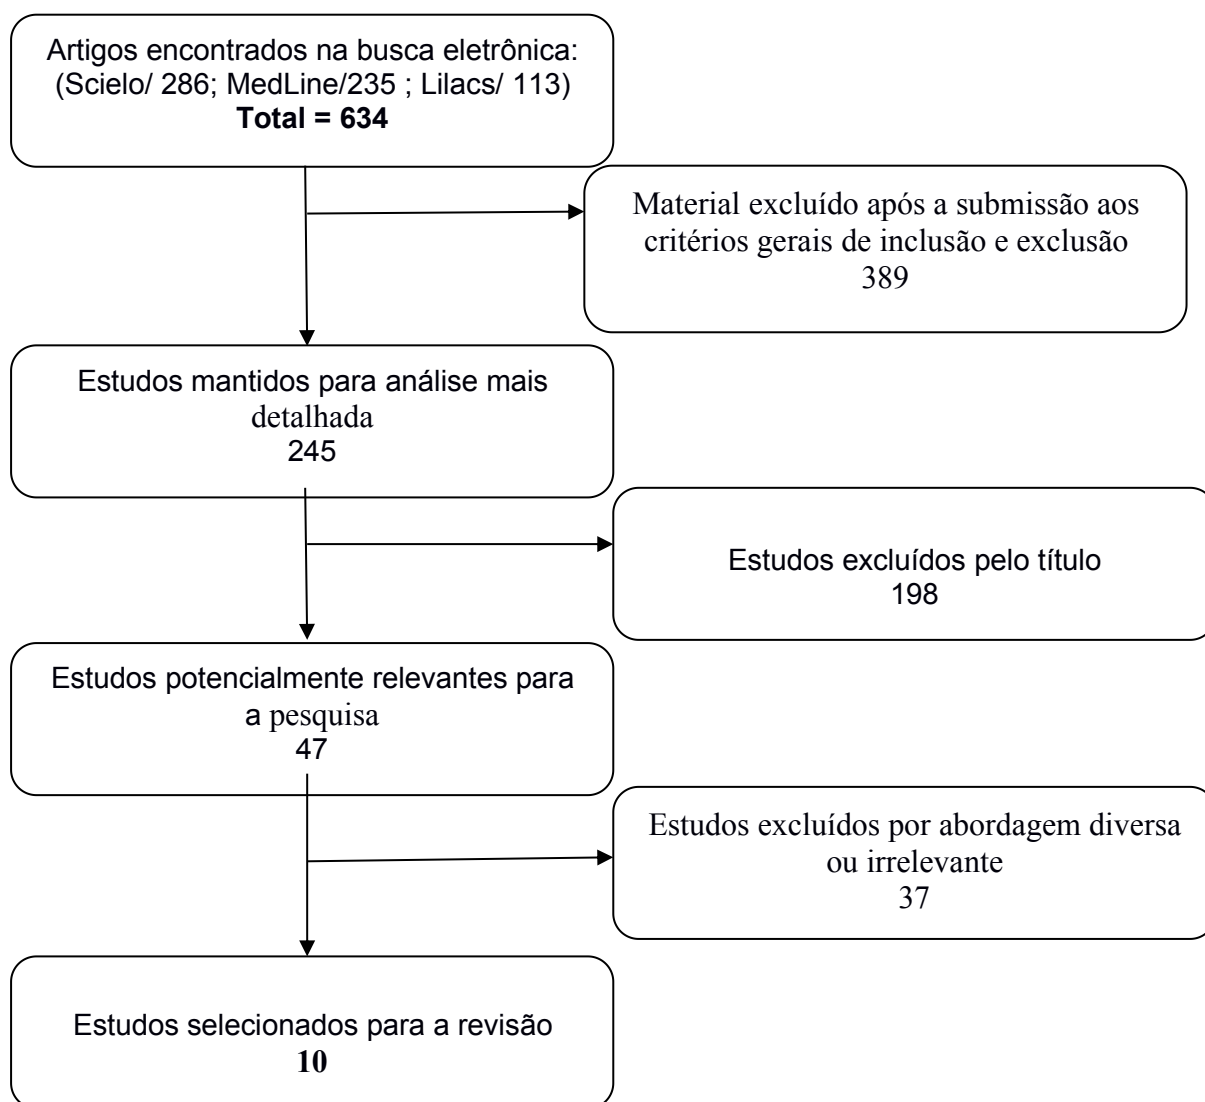 Artigos encontrados na busca eletrônica:
(Scielo/ 286; MedLine/235 ; Lilacs/ 113)
Total = 634
Material excluído após a submissão aos
critérios gerais de inclusão e exclusão
389
Estudos mantidos para análise mais
detalhada
245
Estudos excluídos pelo título
198
Estudos potencialmente relevantes para
a pesquisa
47
Estudos excluídos por abordagem diversa
ou irrelevante
37
Estudos selecionados para a revisão
10